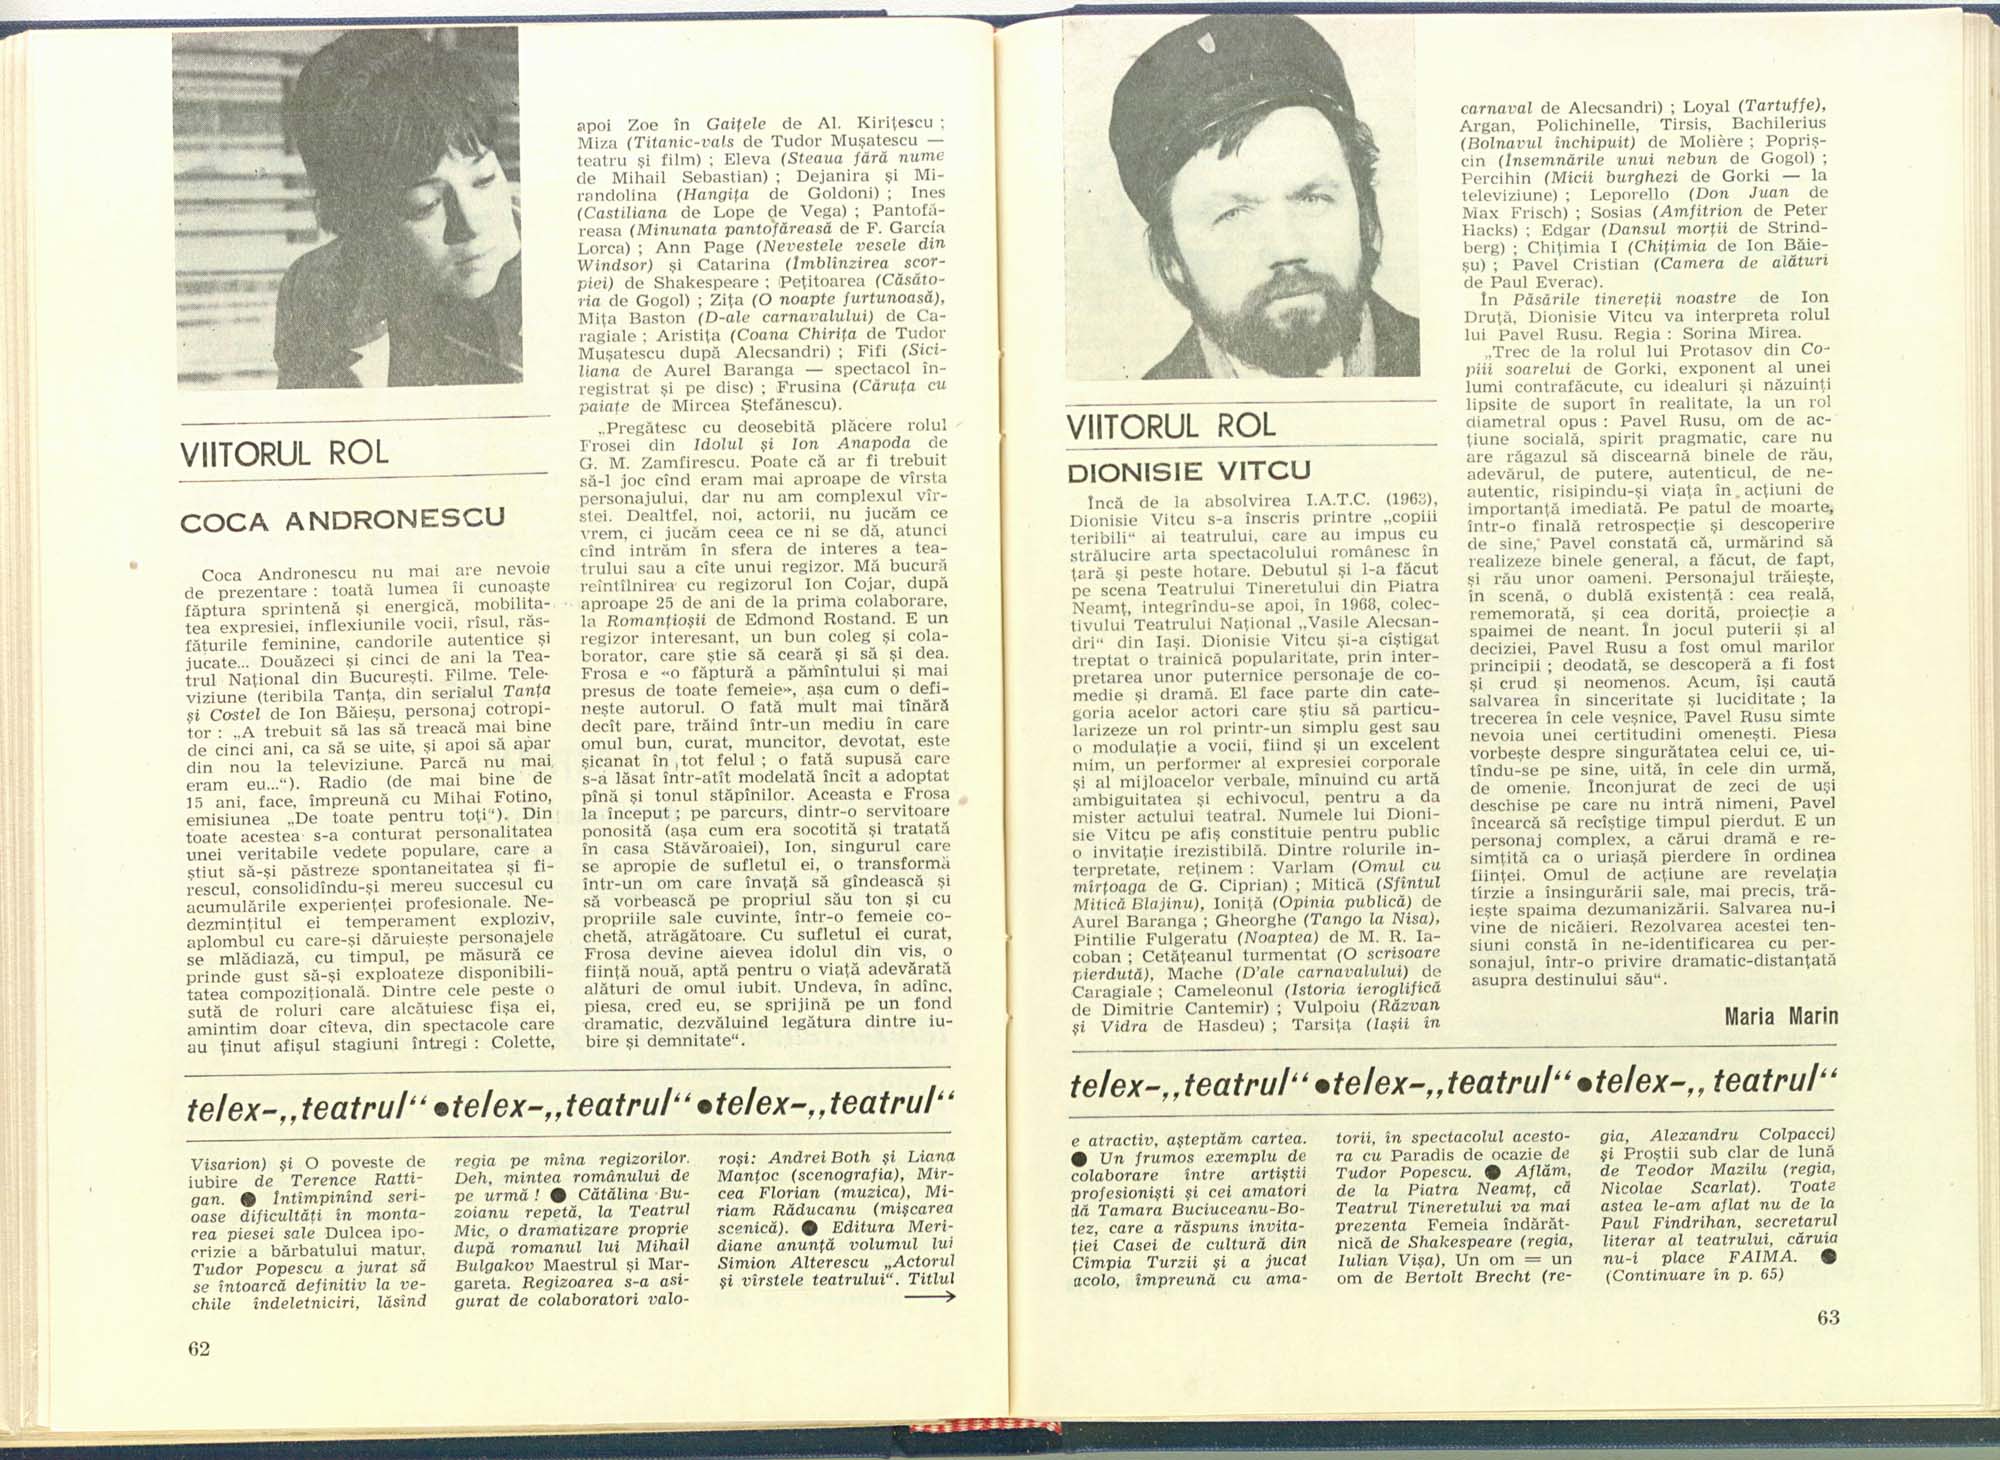 VIITORUL ROL
COCA ANDRONESCU
Coca Andronescu nu mai are nevoie
de prezentare : toată lumea îi cunoaște
făptura sprintenă și energică, mobilita-
tea expresiei, inflexiunile vocii, rîsul, răs-
fățurile feminine, candorile autentice și
jucate... Douăzeci și cinci de ani la Tea-
trul Național din București. Filme. Tele-
viziune (teribila Tanța, din serialul Tanța
și Costel de Ion Băieșu, personaj cotropi-
tor : „A trebuit să las să treacă mai bine
de cinci ani, ca să se uite, și apoi să apar
din nou la televiziune. Parcă nu mai
eram eu...“). Radio (de mai bine de
15 ani, face, împreună cu Mihai Fotino,
emisiunea „De toate pentru toți“). Din
toate acestea s-a conturat personalitatea
unei veritabile vedete populare, care a
știut să-și păstreze spontaneitatea și fi-
rescul, consolidîndu-și mereu succesul cu
acumulările experienței profesionale. Ne-
dezmințitul ei temperament exploziv,
aplombul cu care-și dăruiește personajele
se mlădiază, cu timpul, pe măsură ce
prinde gust să-și exploateze disponibili-
tatea compozițională. Dintre cele peste o
sută de roluri care alcătuiesc fișa ei,
amintim doar cîteva, din spectacole care
au ținut afișul stagiuni întregi : Colette,
apoi Zoe în Gaițele de Al. Kirițescu ;
Miza (Titanic-vals de Tudor Mușatescu —
teatru și film) ; Eleva (Steaua fără nume
de Mihail Sebastian) ; Dejanira și Mi-
randolina (Hangița de Goldoni) ; Ines
(Castiliana de Lope de Vega) ; Pantofă-
reasa (Minunata pantofăreasă de F. García
Lorca) ; Ann Page (Nevestele vesele din
Windsor) și Catarina (Îmblînzirea scor-
piei) de Shakespeare ; Pețitoarea (Căsăto-
ria de Gogol) ; Zița (O noapte furtunoasă),
Mița Baston (D-ale carnavalului) de Ca-
ragiale ; Aristița (Coana Chirița de Tudor
Mușatescu după Alecsandri) ; Fifi (Sici-
liana de Aurel Baranga — spectacol în-
registrat și pe disc) ; Frusina (Căruța cu
paiațe de Mircea Ștefănescu).
„Pregătesc cu deosebită plăcere rolul
Frosei din Idolul și Ion Anapoda de
G. M. Zamfirescu. Poate că ar fi trebuit
să-l joc cînd eram mai aproape de vîrsta
personajului, dar nu am complexul vîr-
stei. Dealtfel, noi, actorii, nu jucăm ce
vrem, ci jucăm ceea ce ni se dă, atunci
cînd intrăm în sfera de interes a tea-
trului sau a cîte unui regizor. Mă bucură
reîntîlnirea cu regizorul Ion Cojar, după
aproape 25 de ani de la prima colaborare,
la Romanțioșii de Edmond Rostand. E un
regizor interesant, un bun coleg și cola-
borator, care știe să ceară și să și dea.
Frosa e «o făptură a pămîntului și mai
presus de toate femeie», așa cum o defi-
nește autorul. O fată mult mai tînără
decît pare, trăind într-un mediu în care
omul bun, curat, muncitor, devotat, este
șicanat în tot felul ; o fată supusă care
s-a lăsat într-atît modelată încît a adoptat
pînă și tonul stăpînilor. Aceasta e Frosa
la început ; pe parcurs, dintr-o servitoare
ponosită (așa cum era socotită și tratată
în casa Stăvăroaiei), Ion, singurul care
se apropie de sufletul ei, o transformă
într-un om care învață să gîndească și
să vorbească pe propriul său ton și cu
propriile sale cuvinte, într-o femeie co-
chetă, atrăgătoare. Cu sufletul ei curat,
Frosa devine aievea idolul din vis, o
ființă nouă, aptă pentru o viață adevărată
alături de omul iubit. Undeva, în adînc,
piesa, cred eu, se sprijină pe un fond
dramatic, dezvăluind legătura dintre iu-
bire și demnitate“.
telex-„teatrul“ ● telex-„teatrul“ ● telex-„teatrul“
Visarion) și O poveste de
iubire de Terence Ratti-
gan. ● Întîmpinînd seri-
oase dificultăți în monta-
rea piesei sale Dulcea ipo-
crizie a bărbatului matur,
Tudor Popescu a jurat să
se întoarcă definitiv la ve-
chile îndeletniciri, lăsînd
regia pe mîna regizorilor.
Deh, mintea românului de
pe urmă ! ● Cătălina Bu-
zoianu repetă, la Teatrul
Mic, o dramatizare proprie
după romanul lui Mihail
Bulgakov Maestrul și Mar-
gareta. Regizoarea s-a asi-
gurat de colaboratori valo-
roși: Andrei Both și Liana
Manțoc (scenografia), Mir-
cea Florian (muzica), Mi-
riam Răducanu (mișcarea
scenică). ● Editura Meri-
diane anunță volumul lui
Simion Alterescu „Actorul
și vîrstele teatrului“. Titlul
62
VIITORUL ROL
DIONISIE VITCU
Încă de la absolvirea I.A.T.C. (1963),
Dionisie Vitcu s-a înscris printre „copiii
teribili“ ai teatrului, care au impus cu
strălucire arta spectacolului românesc în
țară și peste hotare. Debutul și l-a făcut
pe scena Teatrului Tineretului din Piatra
Neamț, integrîndu-se apoi, în 1968, colec-
tivului Teatrului Național „Vasile Alecsan-
dri“ din Iași. Dionisie Vitcu și-a cîștigat
treptat o trainică popularitate, prin inter-
pretarea unor puternice personaje de co-
medie și dramă. El face parte din cate-
goria acelor actori care știu să particu-
larizeze un rol printr-un simplu gest sau
o modulație a vocii, fiind și un excelent
mim, un performer al expresiei corporale
și al mijloacelor verbale, mînuind cu artă
ambiguitatea și echivocul, pentru a da
mister actului teatral. Numele lui Dioni-
sie Vitcu pe afiș constituie pentru public
o invitație irezistibilă. Dintre rolurile in-
terpretate, reținem : Varlam (Omul cu
mîrțoaga de G. Ciprian) ; Mitică (Sfîntul
Mitică Blajinu), Ioniță (Opinia publică) de
Aurel Baranga ; Gheorghe (Tango la Nisa),
Pintilie Fulgeratu (Noaptea) de M. R. Ia-
coban ; Cetățeanul turmentat (O scrisoare
pierdută), Mache (D'ale carnavalului) de
Caragiale ; Cameleonul (Istoria ieroglifică
de Dimitrie Cantemir) ; Vulpoiu (Răzvan
și Vidra de Hasdeu) ; Tarsița (Iașii în
carnaval de Alecsandri) ; Loyal (Tartuffe),
Argan, Polichinelle, Tirsis, Bachilerius
(Bolnavul închipuit) de Molière ; Popriș-
cin (Însemnările unui nebun de Gogol) ;
Percihin (Micii burghezi de Gorki — la
televiziune) ; Leporello (Don Juan de
Max Frisch) ; Sosias (Amfitrion de Peter
Hacks) ; Edgar (Dansul morții de Strind-
berg) ; Chițimia I (Chițimia de Ion Băie-
șu) ; Pavel Cristian (Camera de alături
de Paul Everac).
În Păsările tinereții noastre de Ion
Druță, Dionisie Vitcu va interpreta rolul
lui Pavel Rusu. Regia : Sorina Mirea.
„Trec de la rolul lui Protasov din Co-
piii soarelui de Gorki, exponent al unei
lumi contrafăcute, cu idealuri și năzuinți
lipsite de suport în realitate, la un rol
diametral opus : Pavel Rusu, om de ac-
țiune socială, spirit pragmatic, care nu
are răgazul să discearnă binele de rău,
adevărul, de putere, autenticul, de ne-
autentic, risipindu-și viața în acțiuni de
importanță imediată. Pe patul de moarte,
într-o finală retrospecție și descoperire
de sine, Pavel constată că, urmărind să
realizeze binele general, a făcut, de fapt,
și rău unor oameni. Personajul trăiește,
în scenă, o dublă existență : cea reală,
rememorată, și cea dorită, proiecție a
spaimei de neant. În jocul puterii și al
deciziei, Pavel Rusu a fost omul marilor
principii ; deodată, se descoperă a fi fost
și crud și neomenos. Acum, își caută
salvarea în sinceritate și luciditate ; la
trecerea în cele veșnice, Pavel Rusu simte
nevoia unei certitudini omenești. Piesa
vorbește despre singurătatea celui ce, ui-
tîndu-se pe sine, uită, în cele din urmă,
de omenie. Înconjurat de zeci de uși
deschise pe care nu intră nimeni, Pavel
încearcă să recîștige timpul pierdut. E un
personaj complex, a cărui dramă e re-
simțită ca o uriașă pierdere în ordinea
ființei. Omul de acțiune are revelația
tîrzie a însingurării sale, mai precis, tră-
iește spaima dezumanizării. Salvarea nu-i
vine de nicăieri. Rezolvarea acestei ten-
siuni constă în ne-identificarea cu per-
sonajul, într-o privire dramatic-distanțată
asupra destinului său“.
Maria Marin
telex-„teatrul“ ● telex-„teatrul“ ● telex-„teatrul“
e atractiv, așteptăm cartea.
● Un frumos exemplu de
colaborare între artiștii
profesioniști și cei amatori
dă Tamara Buciuceanu-Bo-
tez, care a răspuns invita-
ției Casei de cultură din
Cîmpia Turzii și a jucat
acolo, împreună cu ama-
torii, în spectacolul acesto-
ra cu Paradis de ocazie de
Tudor Popescu. ● Aflăm,
de la Piatra Neamț, că
Teatrul Tineretului va mai
prezenta Femeia îndărăt-
nică de Shakespeare (regia,
Iulian Vișa), Un om = un
om de Bertolt Brecht (re-
gia, Alexandru Colpacci)
și Proștii sub clar de lună
de Teodor Mazilu (regia,
Nicolae Scarlat). Toate
astea le-am aflat nu de la
Paul Findrihan, secretarul
literar al teatrului, căruia
nu-i place FAIMA. ●
(Continuare în p. 65)
63